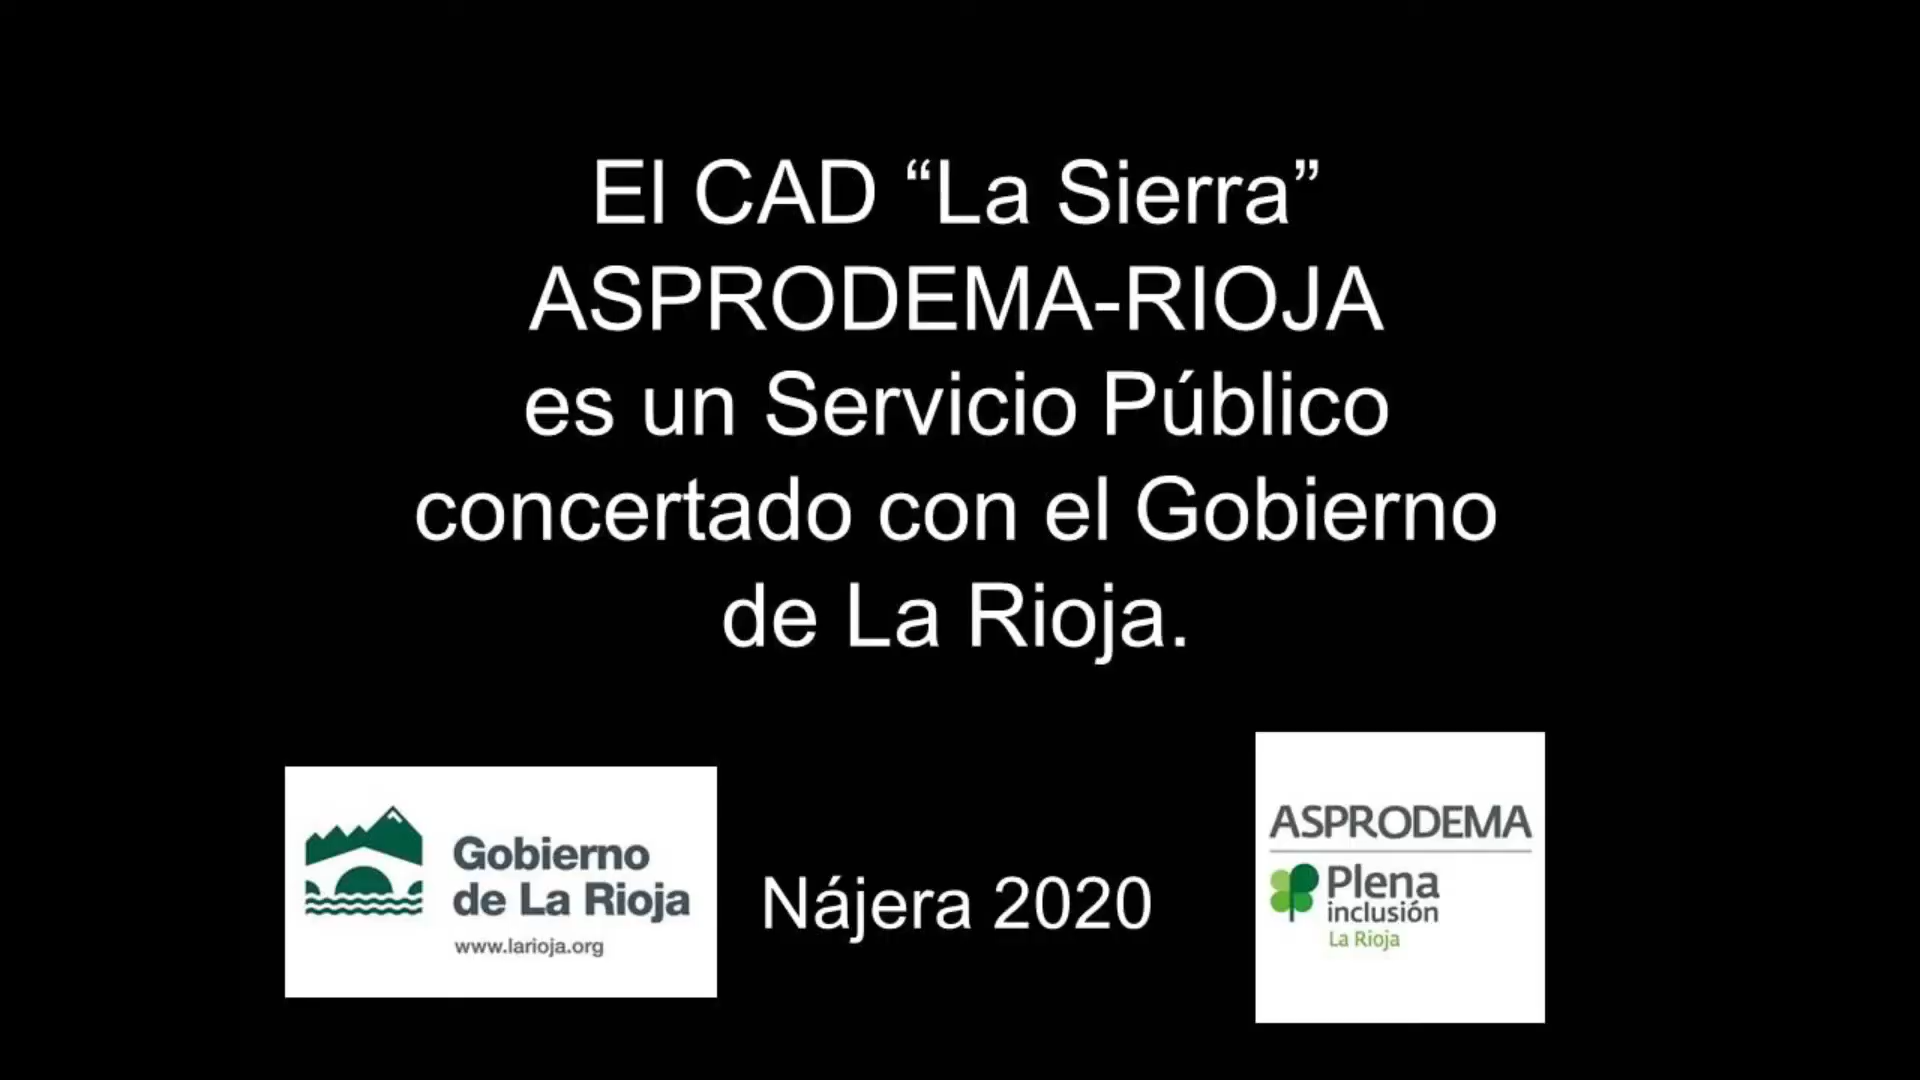 El CAD “La Sierra”
ASPRODEMA-RIOJA
es un Servicio Público
concertado con el Gobierno
de La Rioja.
Gobierno
de La Rioja
www.larioja.org
Nájera 2020
ASPRODEMA
Plena
inclusión
La Rioja